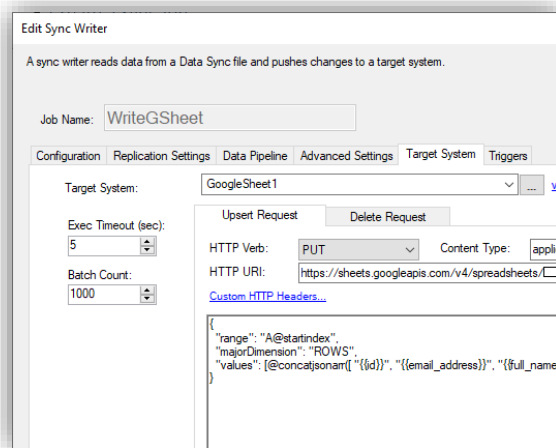 Edit Sync Writer
A sync writer reads data from a Data Sync file and pushes changes to a target system.
Job Name: WriteGSheet
Configuration Replication Settings Data Pipeline Advanced Settings Target System Triggers
Target System: GoogleSheet1 ...
Upsert Request Delete Request
Exec Timeout (sec):
5
HTTP Verb: PUT Content Type: appli
Batch Count:
HTTP URI: https://sheets.googleapis.com/v4/spreadsheets/
1000
Custom HTTP Headers...
{
"range": "A@startindex",
"majorDimension": "ROWS",
"values": [@concatjsonarr([ "{{id}}", "{{email_address}}", "{{full_name
}